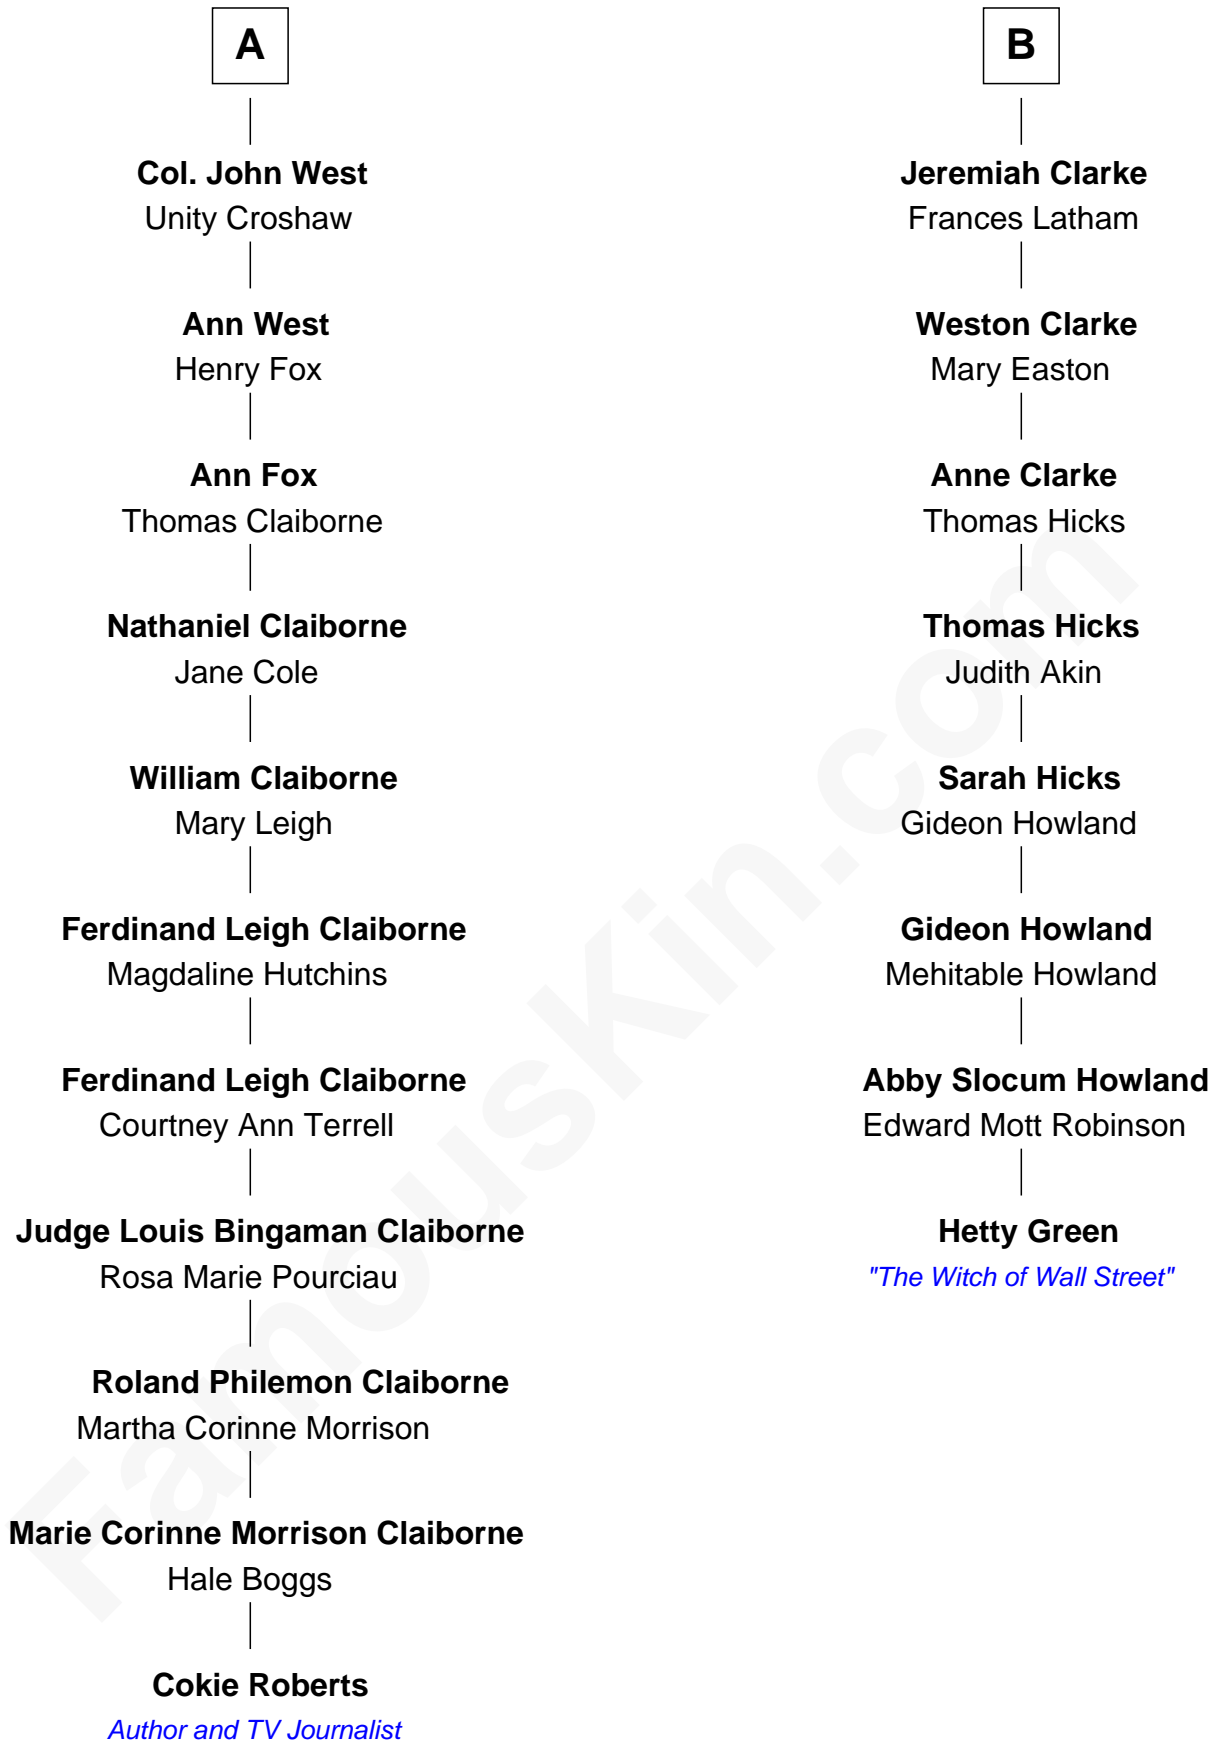 A
Col. John West
Unity Croshaw
Ann West
Henry Fox
Ann Fox
Thomas Claiborne
Nathaniel Claiborne
Jane Cole
William Claiborne
Mary Leigh
Ferdinand Leigh Claiborne
Magdaline Hutchins
Ferdinand Leigh Claiborne
Courtney Ann Terrell
Judge Louis Bingaman Claiborne
Rosa Marie Pourciau
Roland Philemon Claiborne
Martha Corinne Morrison
Marie Corinne Morrison Claiborne
Hale Boggs
Cokie Roberts
Author and TV Journalist
B
Jeremiah Clarke
Frances Latham
Weston Clarke
Mary Easton
Anne Clarke
Thomas Hicks
Thomas Hicks
Judith Akin
Sarah Hicks
Gideon Howland
Gideon Howland
Mehitable Howland
Abby Slocum Howland
Edward Mott Robinson
Hetty Green
"The Witch of Wall Street"
FamousKin.com